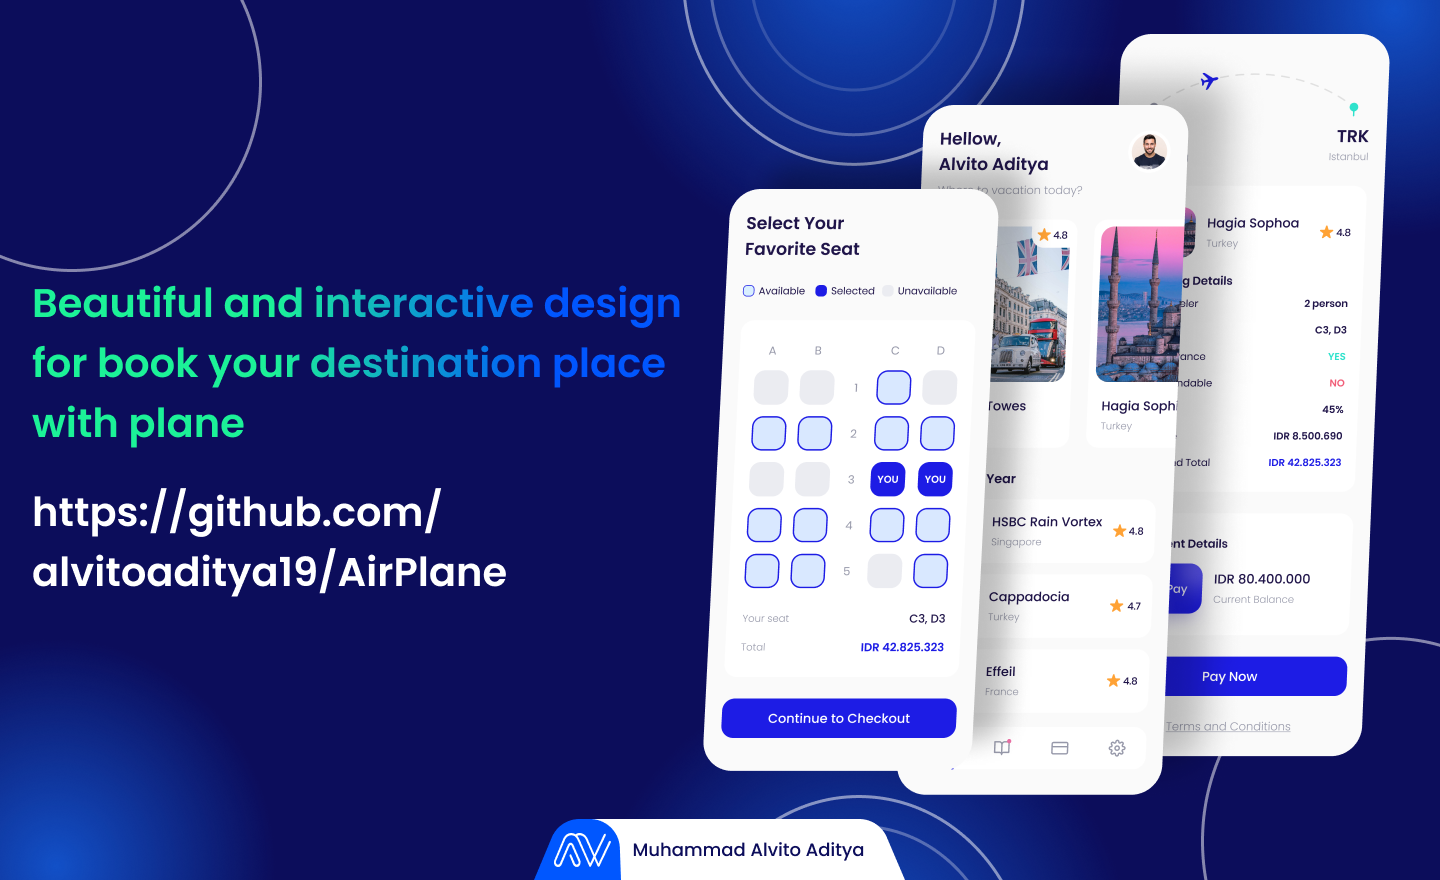 Beautiful and interactive design
for book your destination place
with plane
https://github.com/
alvitoaditya19/AirPlane
Select Your
Favorite Seat
Available Selected Unavailable
A B C D
1
2
3 YOU YOU
4
5
Your seat C3, D3
Total IDR 42.825.323
Continue to Checkout
Hellow,
Alvito Aditya
Where to vacation today?
4.8
Towes
Hagia Sophi
Turkey
Year
HSBC Rain Vortex 4.8
Singapore
Cappadocia 4.7
Turkey
Effeil 4.8
France
TRK
Istanbul
Hagia Sophoa 4.8
Turkey
g Details
eler 2 person
C3, D3
ance YES
ndable NO
45%
IDR 8.500.690
nd Total IDR 42.825.323
ent Details
Pay IDR 80.400.000
Current Balance
Pay Now
Terms and Conditions
Muhammad Alvito Aditya